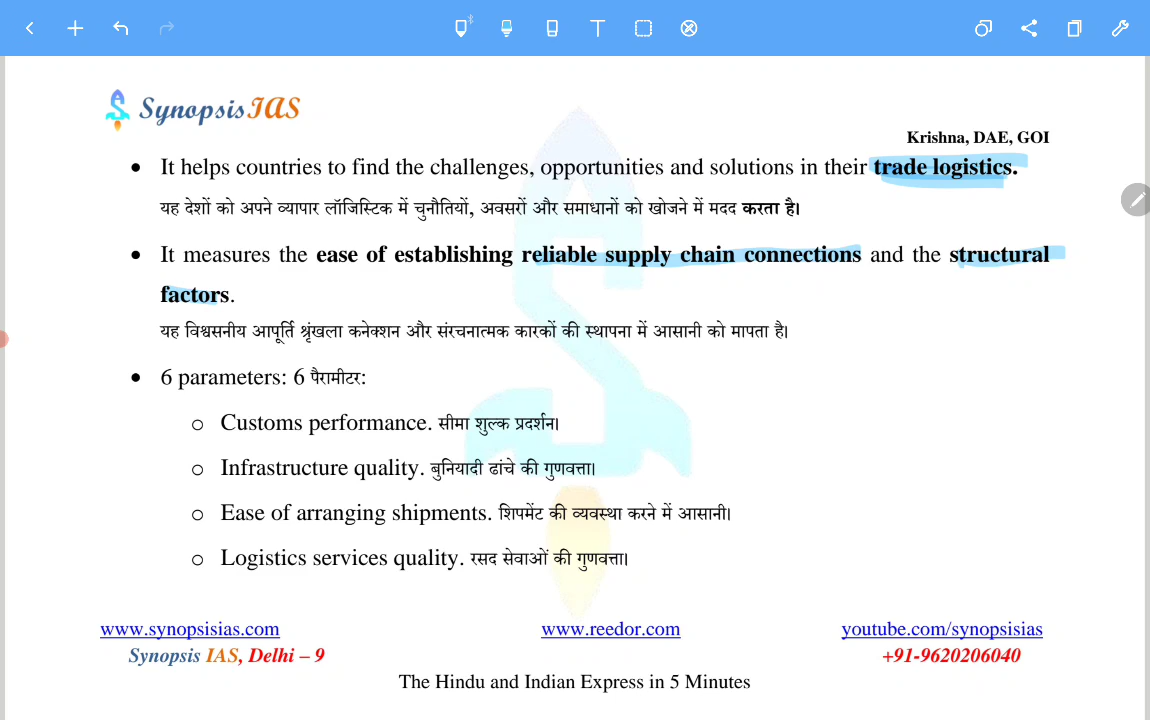 Synopsis IAS
Krishna, DAE, GOI
• It helps countries to find the challenges, opportunities and solutions in their trade logistics.
यह देशों को अपने व्यापार लॉजिस्टिक में चुनौतियों, अवसरों और समाधानों को खोजने में मदद करता है।
• It measures the ease of establishing reliable supply chain connections and the structural
factors.
यह विश्वसनीय आपूर्ति श्रृंखला कनेक्शन और संरचनात्मक कारकों की स्थापना में आसानी को मापता है।
• 6 parameters: 6 पैरामीटर:
o Customs performance. सीमा शुल्क प्रदर्शन।
o Infrastructure quality. बुनियादी ढांचे की गुणवत्ता।
o Ease of arranging shipments. शिपमेंट की व्यवस्था करने में आसानी।
o Logistics services quality. रसद सेवाओं की गुणवत्ता।
www.synopsisias.com www.reedor.com youtube.com/synopsisias
Synopsis IAS, Delhi – 9 +91-9620206040
The Hindu and Indian Express in 5 Minutes